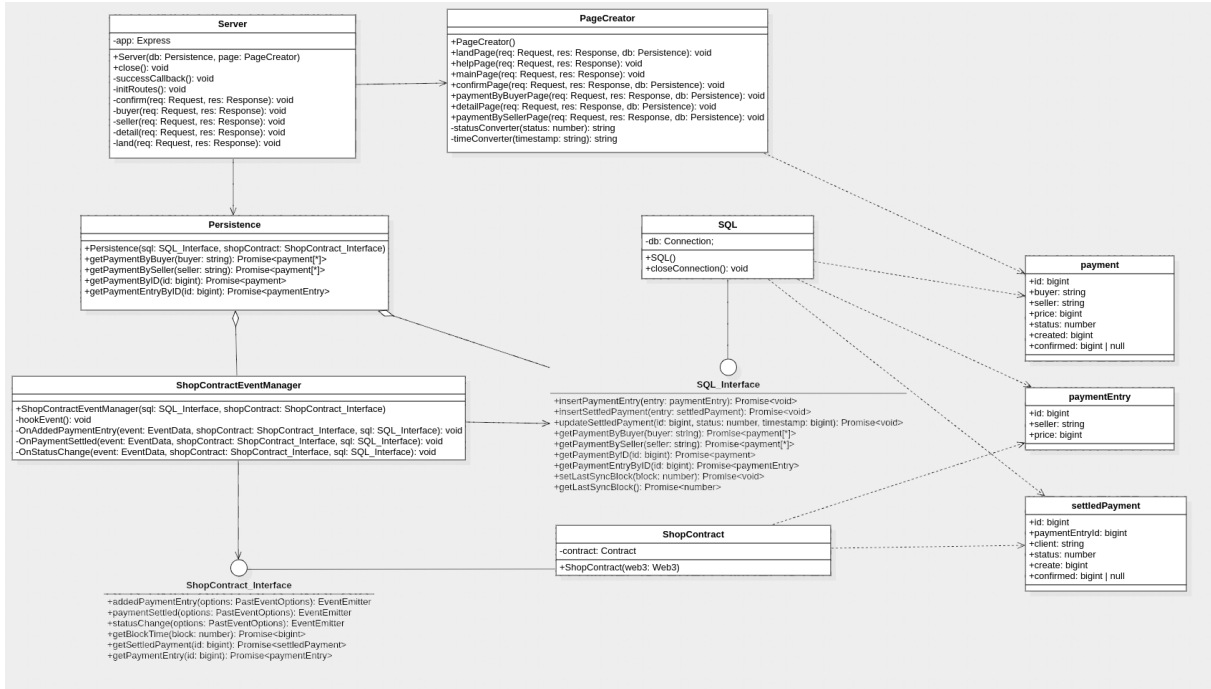 Server
-app: Express
+Server(db: Persistence, page: PageCreator)
+close(): void
-successCallback(): void
-initRoutes(): void
-confirm(req: Request, res: Response): void
-buyer(req: Request, res: Response): void
-seller(req: Request, res: Response): void
-detail(req: Request, res: Response): void
-land(req: Request, res: Response): void
PageCreator
+PageCreator()
+landPage(req: Request, res: Response, db: Persistence): void
+helpPage(req: Request, res: Response): void
+mainPage(req: Request, res: Response): void
+confirmPage(req: Request, res: Response, db: Persistence): void
+paymentByBuyerPage(req: Request, res: Response, db: Persistence): void
+detailPage(req: Request, res: Response, db: Persistence): void
+paymentBySellerPage(req: Request, res: Response, db: Persistence): void
-statusConverter(status: number): string
-timeConverter(timestamp: string): string
Persistence
+Persistence(sql: SQL_Interface, shopContract: ShopContract_Interface)
+getPaymentByBuyer(buyer: string): Promise<payment[*]>
+getPaymentBySeller(seller: string): Promise<payment[*]>
+getPaymentByID(id: bigint): Promise<payment>
+getPaymentEntryByID(id: bigint): Promise<paymentEntry>
SQL
-db: Connection;
+SQL()
+closeConnection(): void
payment
+id: bigint
+buyer: string
+seller: string
+price: bigint
+status: number
+created: bigint
+confirmed: bigint | null
ShopContractEventManager
+ShopContractEventManager(sql: SQL_Interface, shopContract: ShopContract_Interface)
-hookEvent(): void
-OnAddedPaymentEntry(event: EventData, shopContract: ShopContract_Interface, sql: SQL_Interface): void
-OnPaymentSettled(event: EventData, shopContract: ShopContract_Interface, sql: SQL_Interface): void
-OnStatusChange(event: EventData, shopContract: ShopContract_Interface, sql: SQL_Interface): void
SQL_Interface
+insertPaymentEntry(entry: paymentEntry): Promise<void>
+insertSettledPayment(entry: settledPayment): Promise<void>
+updateSettledPayment(id: bigint, status: number, timestamp: bigint): Promise<void>
+getPaymentByBuyer(buyer: string): Promise<payment[*]>
+getPaymentBySeller(seller: string): Promise<payment[*]>
+getPaymentByID(id: bigint): Promise<payment>
+getPaymentEntryByID(id: bigint): Promise<paymentEntry>
+setLastSyncBlock(block: number): Promise<void>
+getLastSyncBlock(): Promise<number>
paymentEntry
+id: bigint
+seller: string
+price: bigint
settledPayment
+id: bigint
+paymentEntryId: bigint
+client: string
+status: number
+create: bigint
+confirmed: bigint | null
ShopContract
-contract: Contract
+ShopContract(web3: Web3)
ShopContract_Interface
+addedPaymentEntry(options: PastEventOptions): EventEmitter
+paymentSettled(options: PastEventOptions): EventEmitter
+statusChange(options: PastEventOptions): EventEmitter
+getBlockTime(block: number): Promise<bigint>
+getSettledPayment(id: bigint): Promise<settledPayment>
+getPaymentEntry(id: bigint): Promise<paymentEntry>